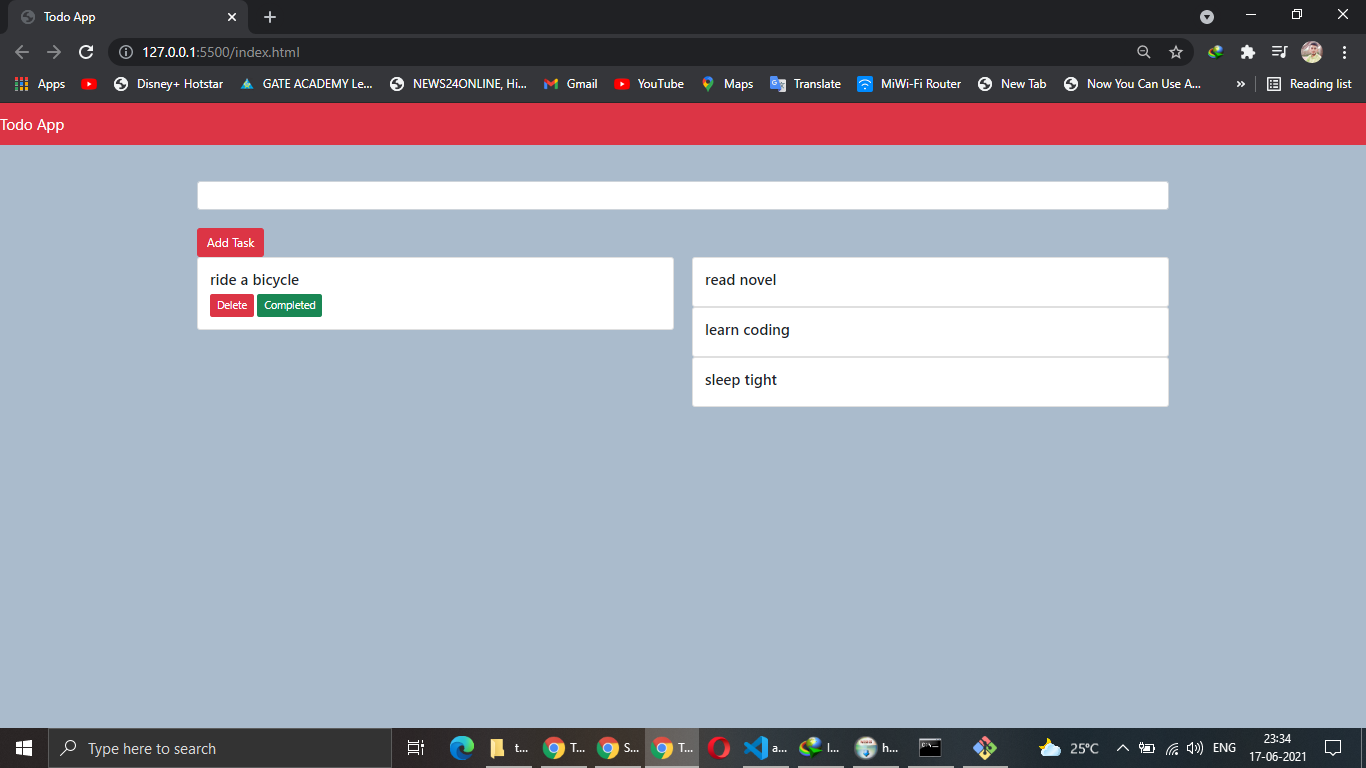 Todo App
127.0.0.1:5500/index.html
Apps Disney+ Hotstar GATE ACADEMY Le... NEWS24ONLINE, Hi... Gmail YouTube Maps Translate MiWi-Fi Router New Tab Now You Can Use A... » Reading list
Todo App
Add Task
ride a bicycle
Delete Completed
read novel
learn coding
sleep tight
Type here to search t... T... S... T... a... I... h... 25°C ENG 23:34
17-06-2021